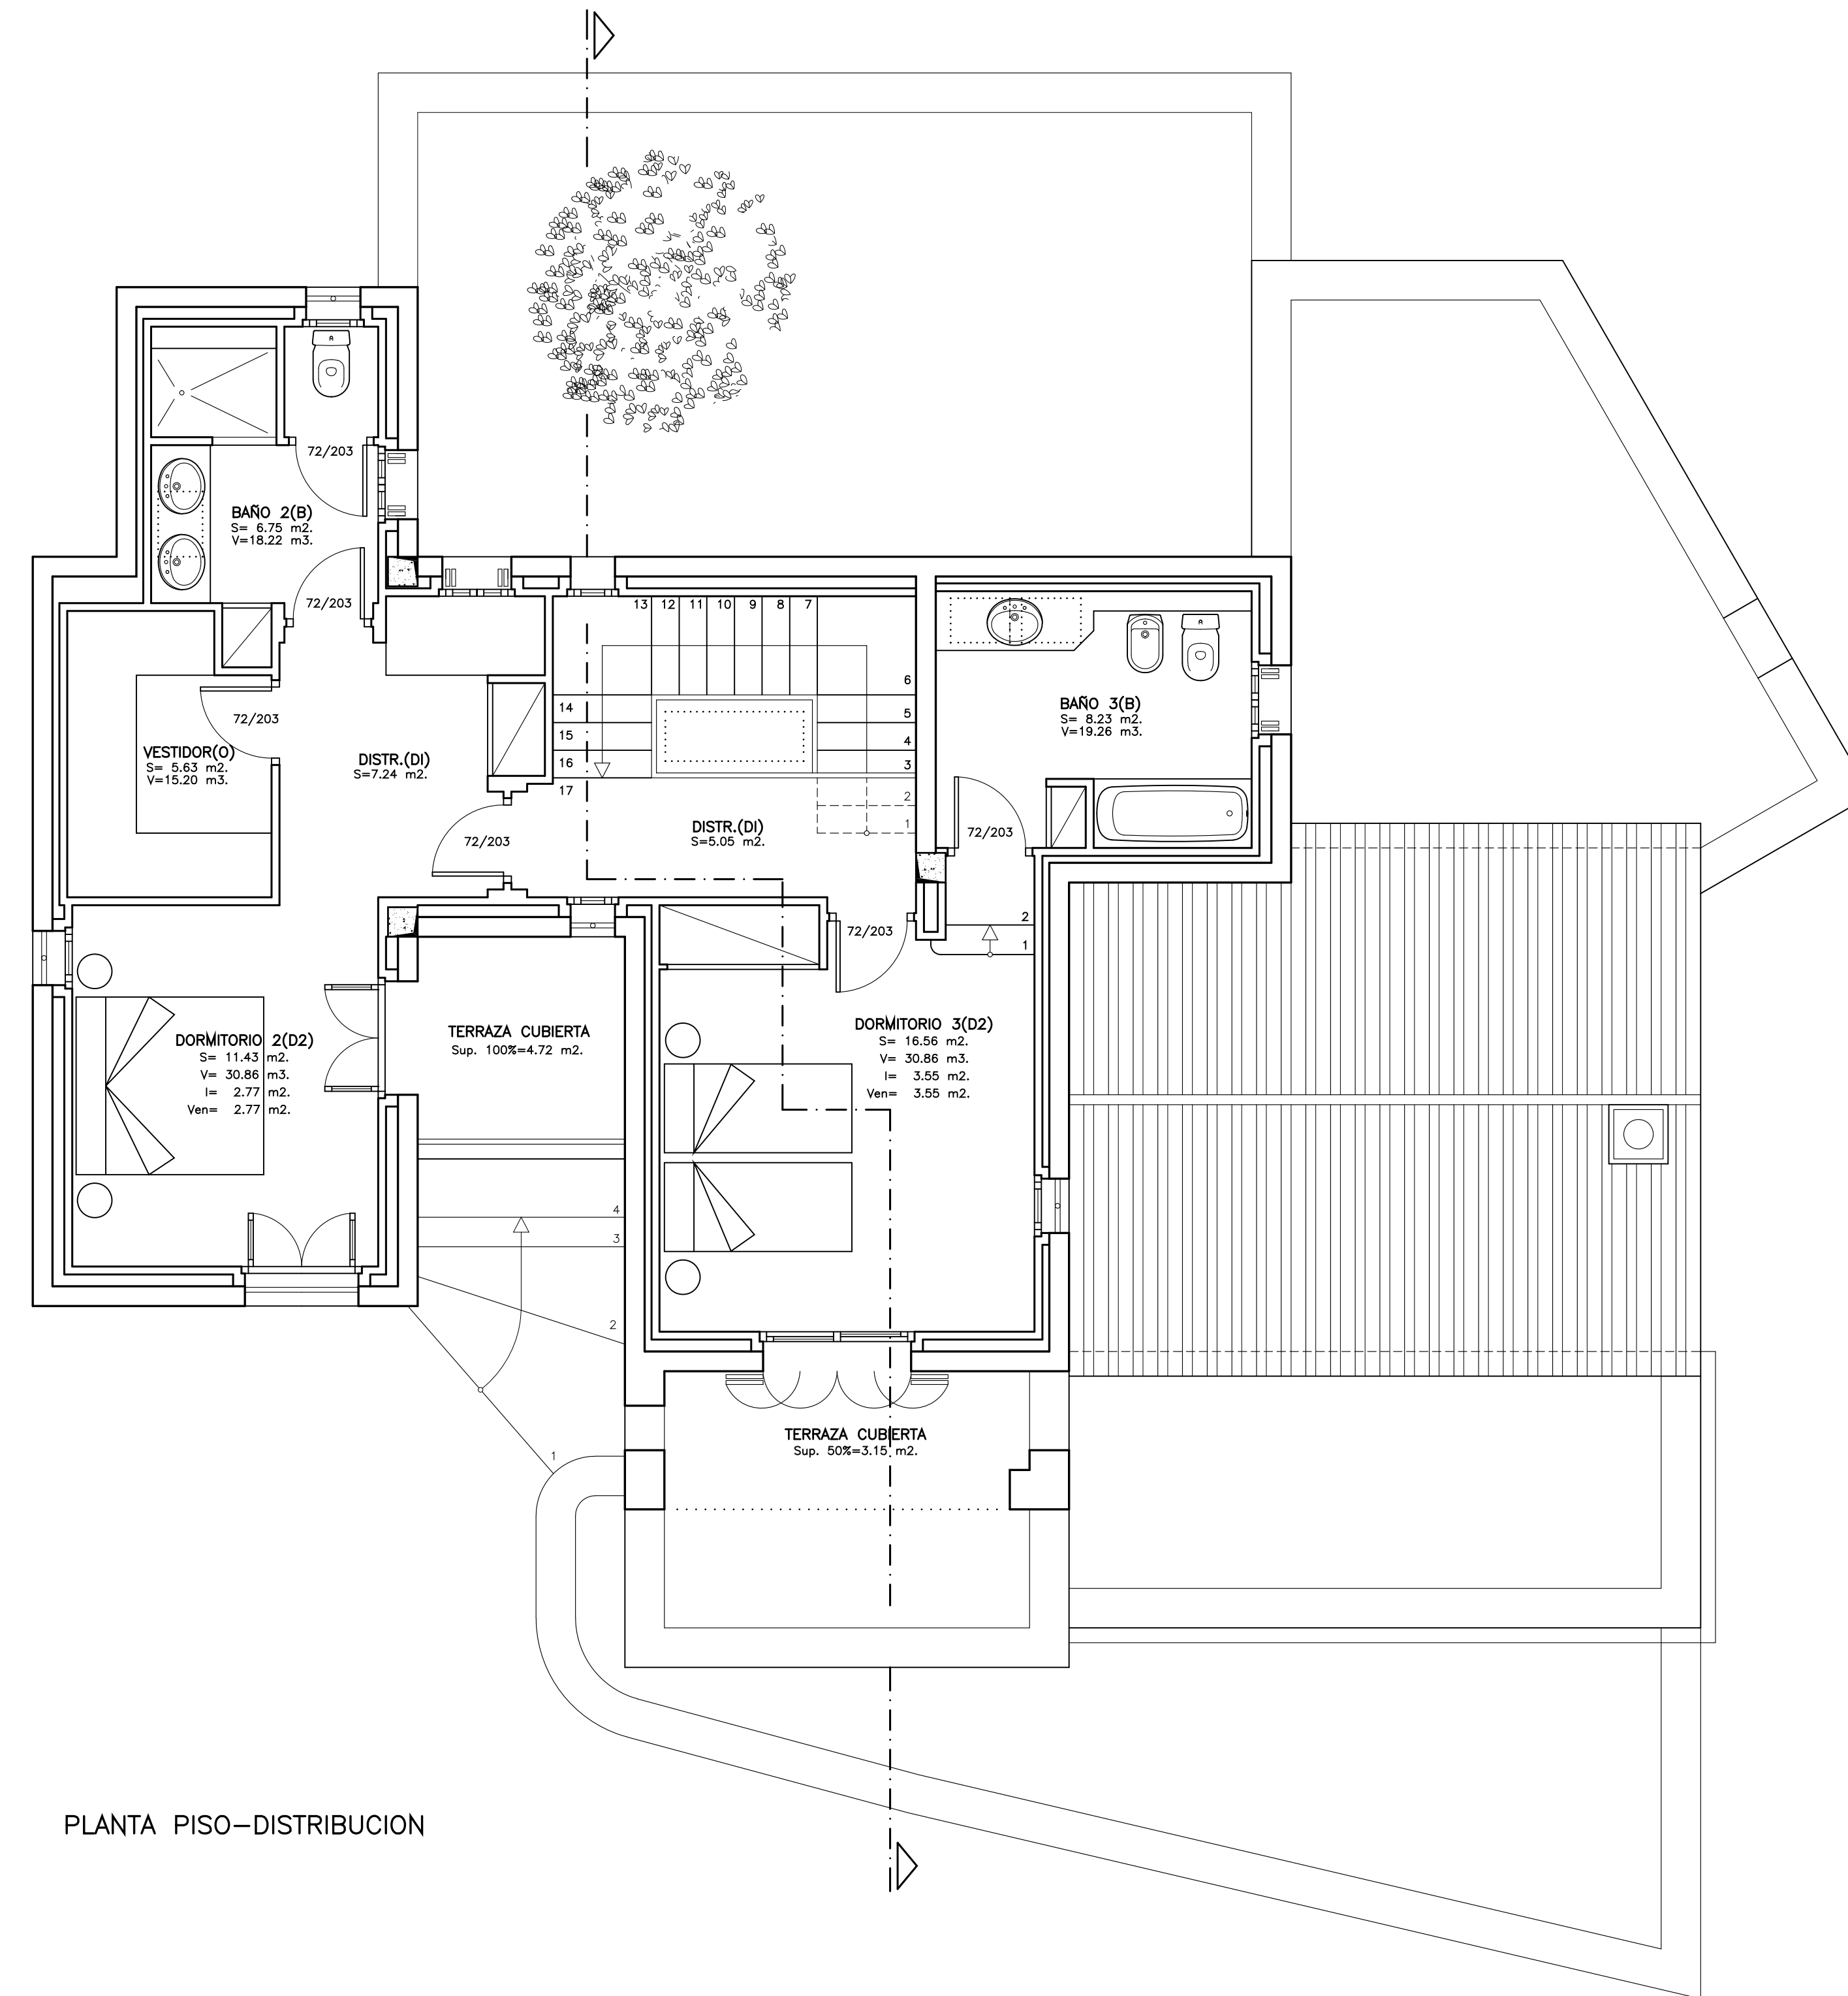 A
72/203
BAÑO 2(B)
S= 6.75 m2.
V=18.22 m3.
72/203
13 12 11 10 9 8 7
6
5
4
3
2
1
14
15
16
17
A
BAÑO 3(B)
S= 8.23 m2.
V=19.26 m3.
72/203
VESTIDOR(O)
S= 5.63 m2.
V=15.20 m3.
DISTR.(DI)
S=7.24 m2.
72/203
DISTR.(DI)
S=5.05 m2.
72/203
2
1
72/203
DORMITORIO 2(D2)
S= 11.43 m2.
V= 30.86 m3.
I= 2.77 m2.
Ven= 2.77 m2.
TERRAZA CUBIERTA
Sup. 100%=4.72 m2.
DORMITORIO 3(D2)
S= 16.56 m2.
V= 30.86 m3.
I= 3.55 m2.
Ven= 3.55 m2.
4
3
2
1
TERRAZA CUBIERTA
Sup. 50%=3.15 m2.
PLANTA PISO-DISTRIBUCION